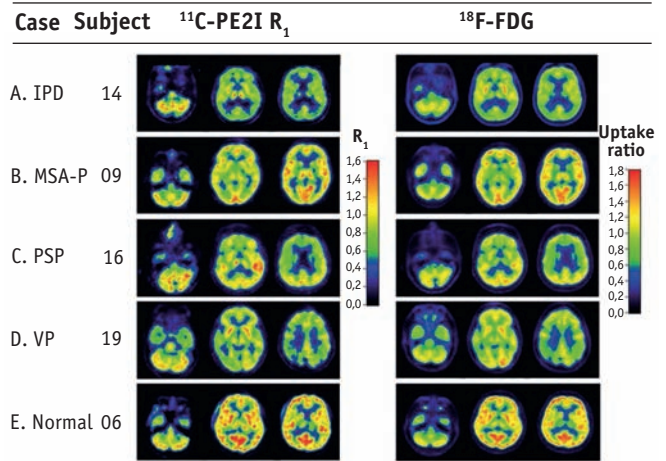 Case Subject ¹¹C-PE2I R₁ ¹⁸F-FDG
A. IPD 14
B. MSA-P 09
C. PSP 16
D. VP 19
E. Normal 06
R₁
1,6
1,4
1,2
1,0
0,8
0,6
0,4
0,2
0,0
Uptake
ratio
1,8
1,6
1,4
1,2
1,0
0,8
0,6
0,4
0,2
0,0